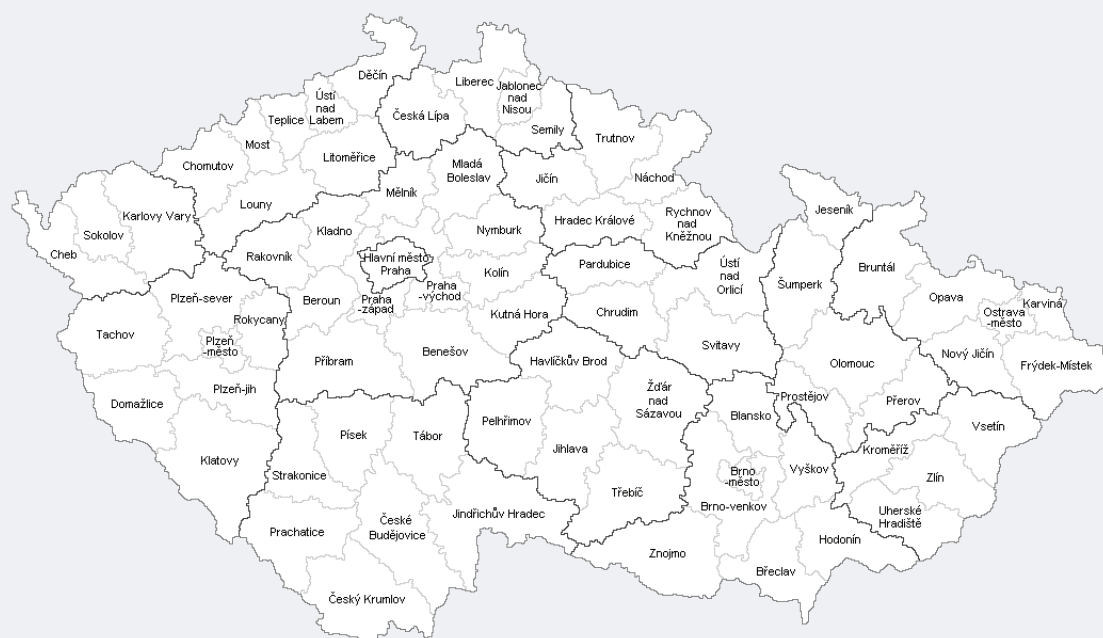 Děčín
Liberec
Jablonec
nad
Nisou
Ústí
nad
Labem
Teplice
Česká Lípa
Semily
Trutnov
Most
Litoměřice
Chomutov
Mladá
Boleslav
Jičín
Náchod
Mělník
Louny
Karlovy Vary
Sokolov
Cheb
Jeseník
Hradec Králové
Rychnov
nad
Kněžnou
Kladno
Nymburk
Rakovník
Hlavní město
Praha
Pardubice
Ústí
nad
Orlicí
Bruntál
Kolín
Praha
-východ
Šumperk
Plzeň-sever
Beroun
Praha
-západ
Opava
Karviná
Ostrava
-město
Rokycany
Kutná Hora
Chrudim
Tachov
Plzeň
-město
Svitavy
Benešov
Příbram
Havlíčkův Brod
Nový Jičín
Olomouc
Frýdek-Místek
Plzeň-jih
Žďár
nad
Sázavou
Prostějov
Přerov
Domažlice
Blansko
Pelhřimov
Vsetín
Písek
Tábor
Klatovy
Jihlava
Kroměříž
Strakonice
Brno
-město
Vyškov
Zlín
Třebíč
Brno-venkov
Jindřichův Hradec
Uherské
Hradiště
České
Budějovice
Prachatice
Hodonín
Znojmo
Břeclav
Český Krumlov